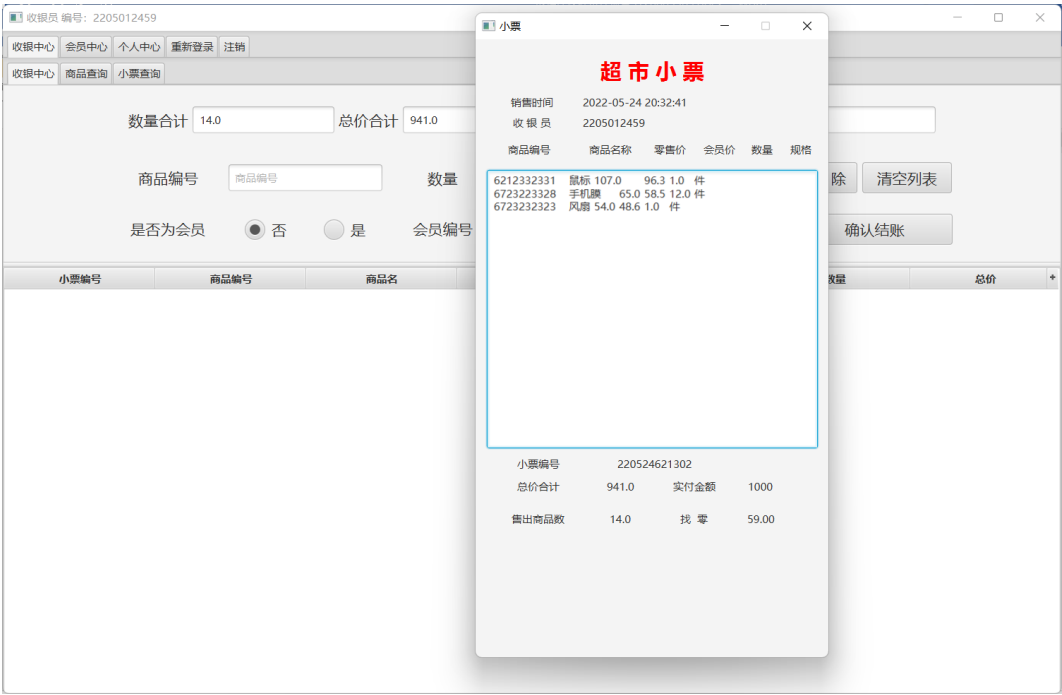 收银员 编号：2205012459
收银中心 会员中心 个人中心 重新登录 注销
收银中心 商品查询 小票查询
数量合计 14.0 总价合计 941.0
商品编号 商品编号 数量 除 清空列表
是否为会员 否 是 会员编号 确认结账
小票编号 商品编号 商品名 数量 总价 +
小票
超市小票
销售时间 2022-05-24 20:32:41
收 银 员 2205012459
商品编号 商品名称 零售价 会员价 数量 规格
6212332331 鼠标 107.0 96.3 1.0 件
6723223328 手机膜 65.0 58.5 12.0 件
6723232323 风扇 54.0 48.6 1.0 件
小票编号 220524621302
总价合计 941.0 实付金额 1000
售出商品数 14.0 找 零 59.00